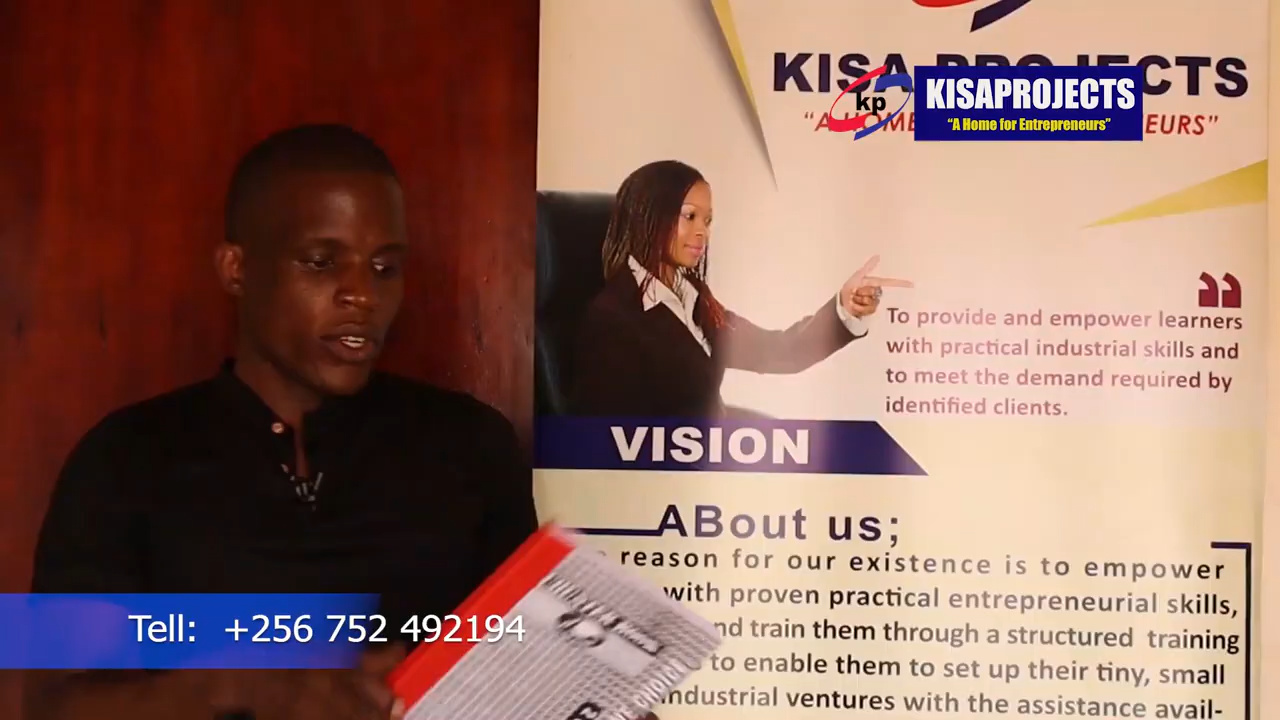 KISA PROJECTS
kp
KISAPROJECTS
"A Home for Entrepreneurs"
"A HOME EURS"
To provide and empower learners
with practical industrial skills and
to meet the demand required by
identified clients.
VISION
ABout us;
reason for our existence is to empower
with proven practical entrepreneurial skills,
nd train them through a structured training
to enable them to set up their tiny, small
industrial ventures with the assistance avail-
Tell: +256 752 492194